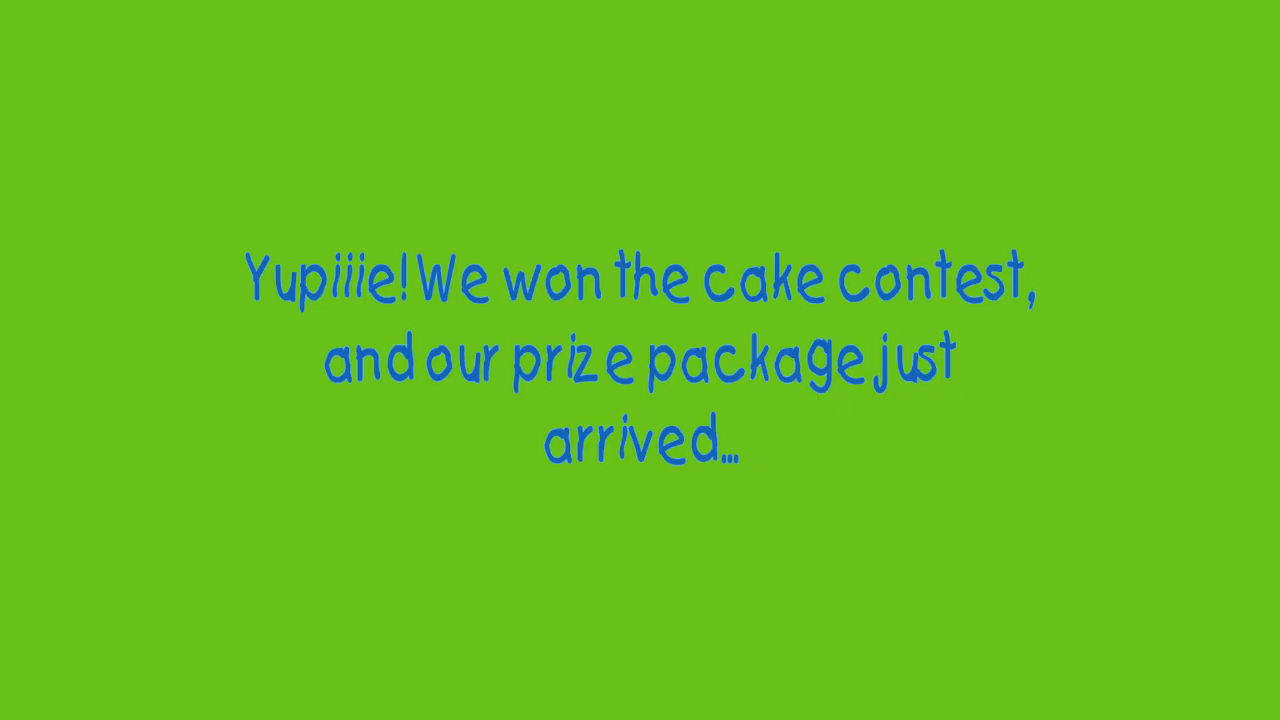 Yupiiie! We won the cake contest,
and our prize package just
arrived...